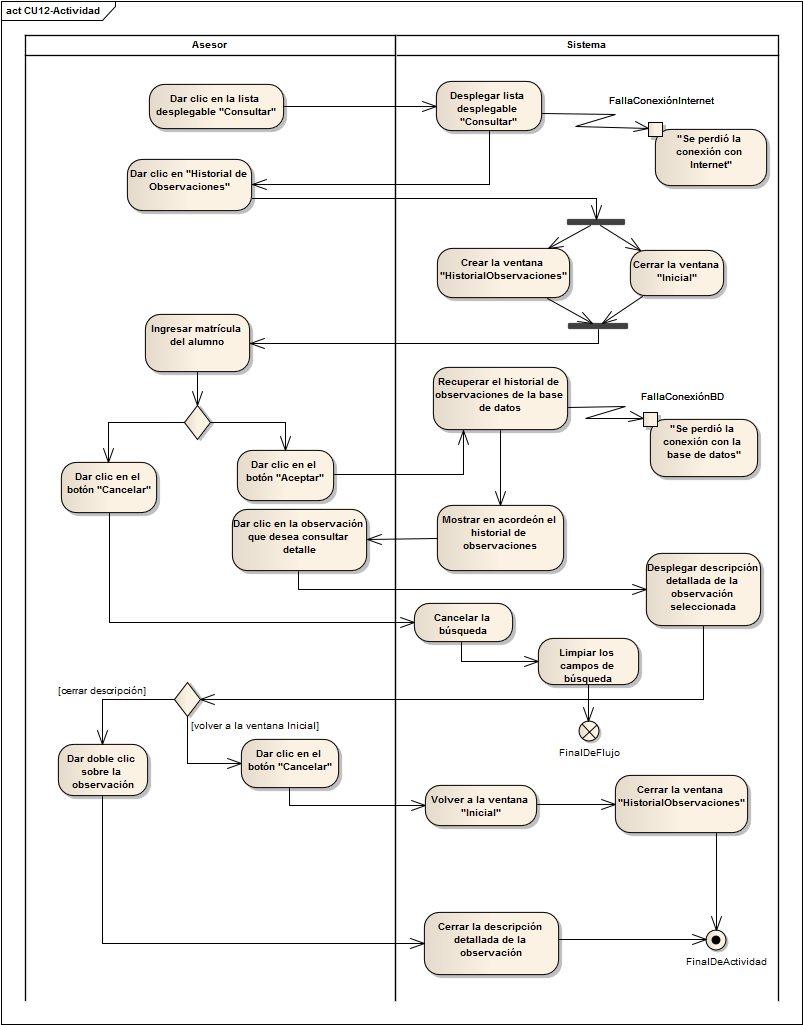 act CU12-Actividad
Asesor
Sistema
Dar clic en la lista
desplegable "Consultar"
Desplegar lista
desplegable
"Consultar"
FallaConexiónInternet
"Se perdió la
conexión con
Internet"
Dar clic en "Historial de
Observaciones"
Crear la ventana
"HistorialObservaciones"
Cerrar la ventana
"Inicial"
Ingresar matrícula
del alumno
Recuperar el historial de
observaciones de la base
de datos
FallaConexiónBD
"Se perdió la
conexión con la
base de datos"
Dar clic en el
botón "Cancelar"
Dar clic en el
botón "Aceptar"
Dar clic en la observación
que desea consultar
detalle
Mostrar en acordeón el
historial de
observaciones
Desplegar descripción
detallada de la
observación
seleccionada
Cancelar la
búsqueda
Limpiar los
campos de
búsqueda
FinalDeFlujo
[cerrar descripción]
[volver a la ventana Inicial]
Dar doble clic
sobre la
observación
Dar clic en el
botón "Cancelar"
Volver a la ventana
"Inicial"
Cerrar la ventana
"HistorialObservaciones"
Cerrar la descripción
detallada de la
observación
FinalDeActividad